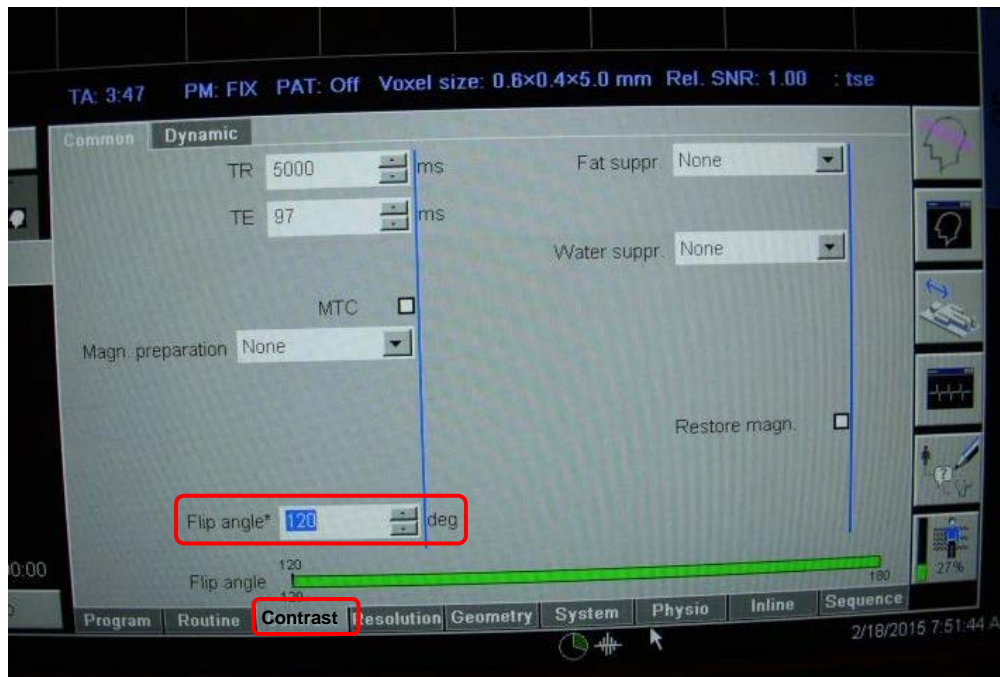 TA: 3:47 PM: FIX PAT: Off Voxel size: 0.6×0.4×5.0 mm Rel. SNR: 1.00 : tse
Common Dynamic
TR 5000 ms
Fat suppr. None
TE 97 ms
Water suppr. None
MTC
Magn. preparation None
Restore magn.
Flip angle* 120 deg
120
Flip angle
120
180
27%
0:00
Program Routine Contrast Resolution Geometry System Physio Inline Sequence
2/18/2015 7:51:44 A